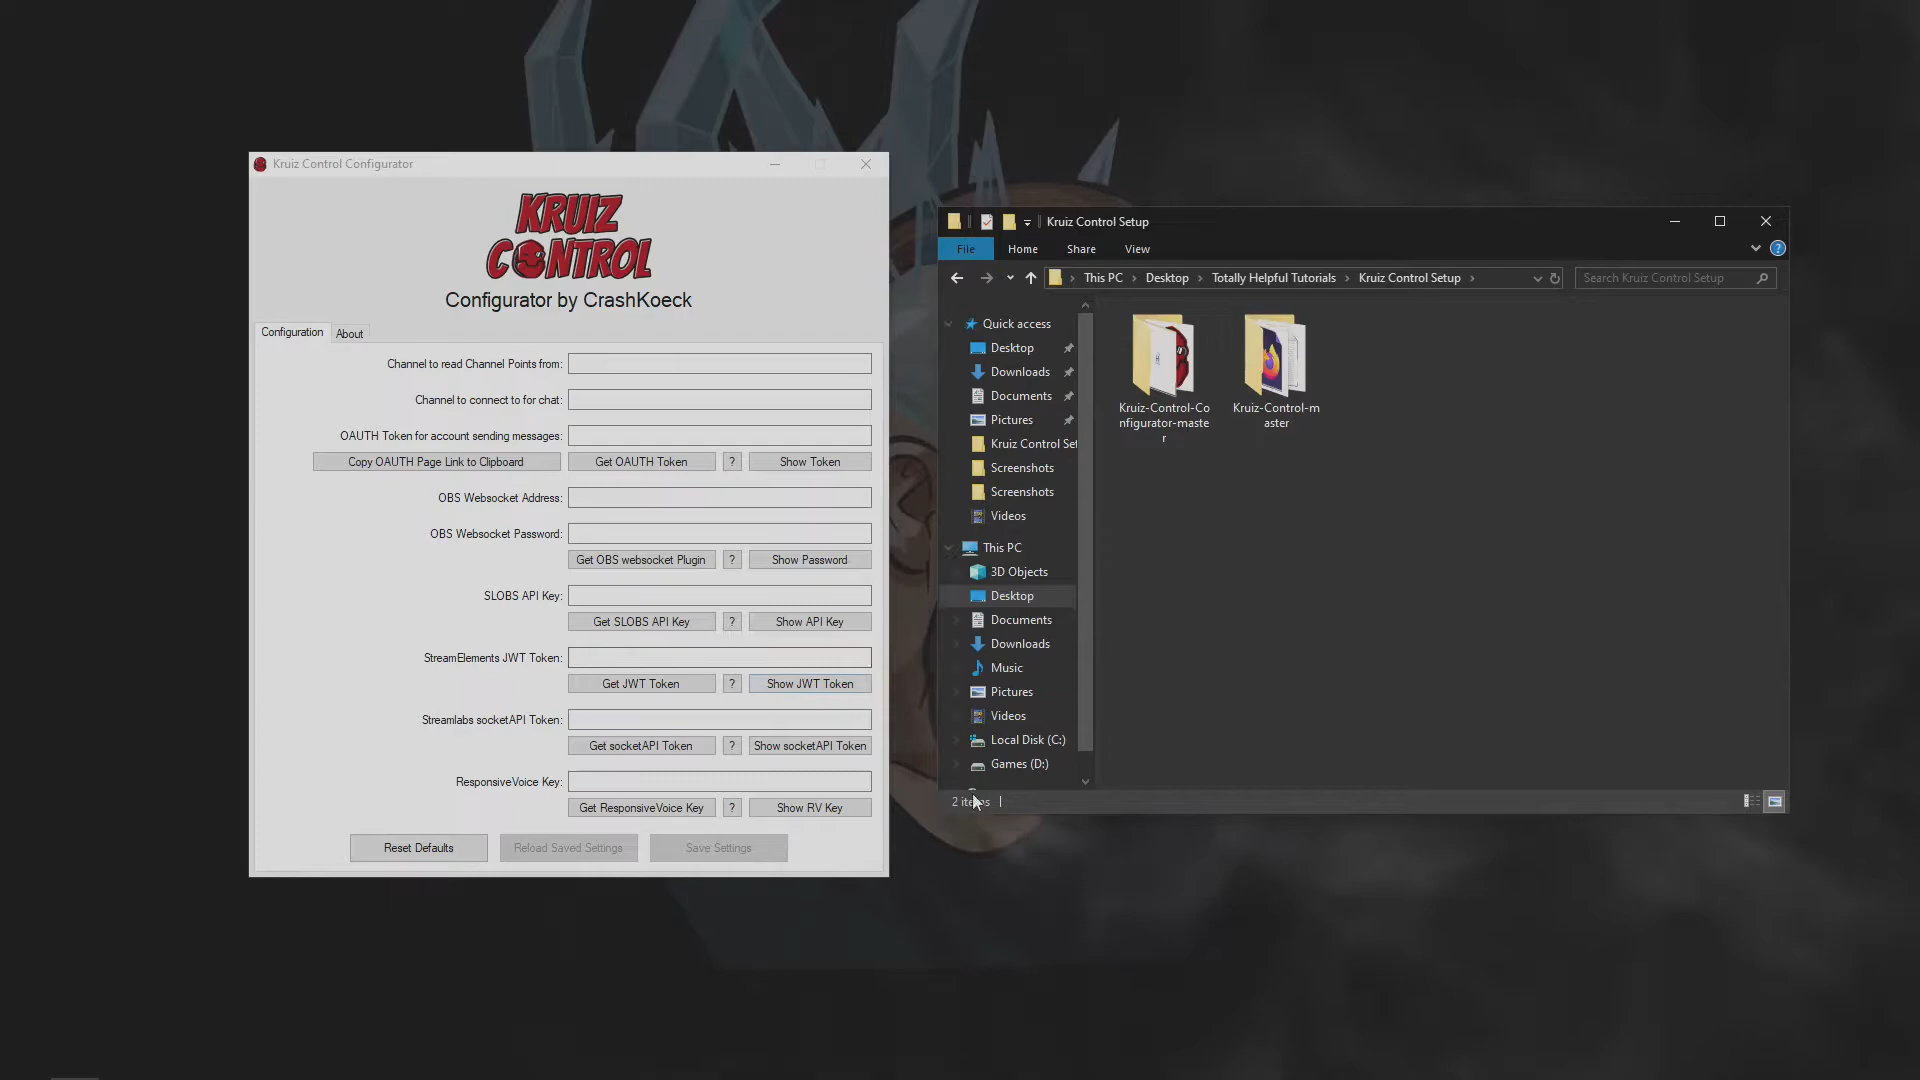 Kruiz Control Configurator
KRUIZ
CONTROL
Configurator by CrashKoeck
Configuration
About
Channel to read Channel Points from:
Channel to connect to for chat:
OAUTH Token for account sending messages:
Copy OAUTH Page Link to Clipboard
Get OAUTH Token
?
Show Token
OBS Websocket Address:
OBS Websocket Password:
Get OBS websocket Plugin
?
Show Password
SLOBS API Key:
Get SLOBS API Key
?
Show API Key
StreamElements JWT Token:
Get JWT Token
?
Show JWT Token
Streamlabs socketAPI Token:
Get socketAPI Token
?
Show socketAPI Token
ResponsiveVoice Key:
Get ResponsiveVoice Key
?
Show RV Key
Reset Defaults
Reload Saved Settings
Save Settings
Kruiz Control Setup
File
Home
Share
View
?
This PC
Desktop
Totally Helpful Tutorials
Kruiz Control Setup
Search Kruiz Control Setup
Quick access
Desktop
Downloads
Documents
Pictures
Kruiz Control Set
Screenshots
Screenshots
Videos
This PC
3D Objects
Desktop
Documents
Downloads
Music
Pictures
Videos
Local Disk (C:)
Games (D:)
Kruiz-Control-Co
nfigurator-maste
r
Kruiz-Control-m
aster
2 items